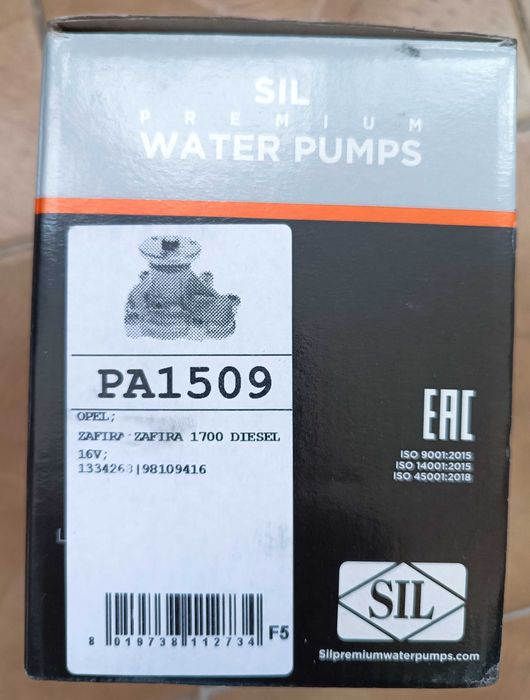 SIL
PREMIUM
WATER PUMPS
PA1509
OPEL;
ZAFIRA ZAFIRA 1700 DIESEL
16V;
1334263|98109416
8 019738 112734
F5
EAC
ISO 9001:2015
ISO 14001:2015
ISO 45001:2018
SIL
Silpremiumwaterpumps.com